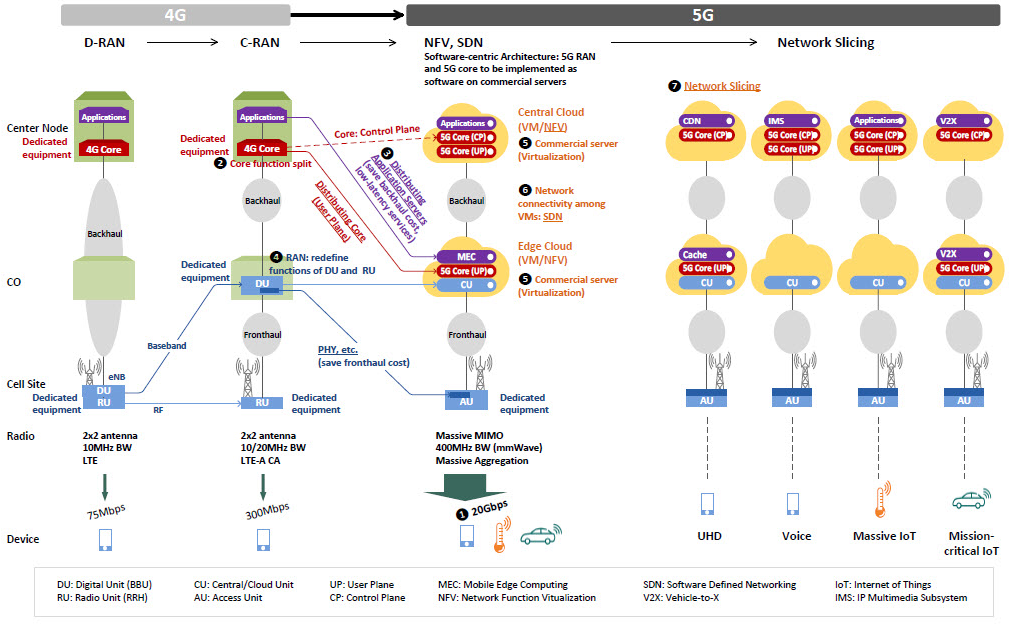 4G
5G
D-RAN
C-RAN
NFV, SDN
Network Slicing
Software-centric Architecture: 5G RAN
and 5G core to be implemented as
software on commercial servers
❼ Network Slicing
Center Node
Dedicated
equipment
Applications
4G Core
Applications
4G Core
Dedicated
equipment
❷ Core function split
Core: Control Plane
❸ Distributing
Application Servers
(save backhaul cost,
low-latency services)
Distributing Core
(User Plane)
Applications
5G Core (CP)
5G Core (UP)
Central Cloud
(VM/NFV)
❺ Commercial server
(Virtualization)
CDN
5G Core (CP)
IMS
5G Core (CP)
5G Core (UP)
Applications
5G Core (CP)
5G Core (UP)
V2X
5G Core (CP)
Backhaul
Backhaul
Backhaul
❻ Network
connectivity among
VMs: SDN
CO
Dedicated
equipment
❹ RAN: redefine
functions of DU and RU
DU
MEC
5G Core (UP)
CU
Edge Cloud
(VM/NFV)
❺ Commercial server
(Virtualization)
Cache
5G Core (UP)
CU
CU
CU
V2X
5G Core (UP)
CU
Baseband
Fronthaul
PHY, etc.
(save fronthaul cost)
Fronthaul
Cell Site
Dedicated
equipment
eNB
DU
RU
RF
RU
Dedicated
equipment
AU
Dedicated
equipment
AU
AU
AU
AU
Radio
2x2 antenna
10MHz BW
LTE
2x2 antenna
10/20MHz BW
LTE-A CA
Massive MIMO
400MHz BW (mmWave)
Massive Aggregation
75Mbps
300Mbps
❶ 20Gbps
Device
UHD
Voice
Massive IoT
Mission-
critical IoT
DU: Digital Unit (BBU)
CU: Central/Cloud Unit
UP: User Plane
MEC: Mobile Edge Computing
SDN: Software Defined Networking
IoT: Internet of Things
RU: Radio Unit (RRH)
AU: Access Unit
CP: Control Plane
NFV: Network Function Vitualization
V2X: Vehicle-to-X
IMS: IP Multimedia Subsystem